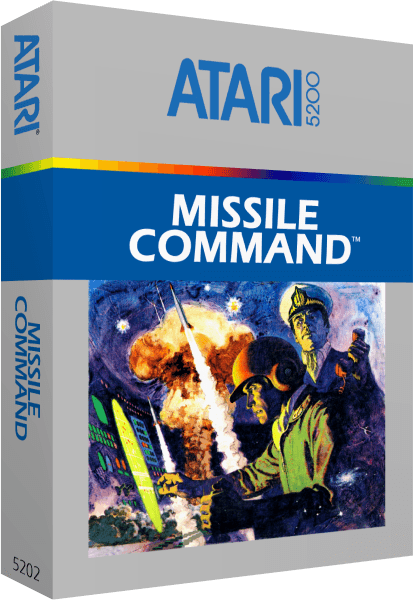 ATARI®
ATARI 5200
MISSILE
COMMAND™
MISSILE
COMMAND
5202